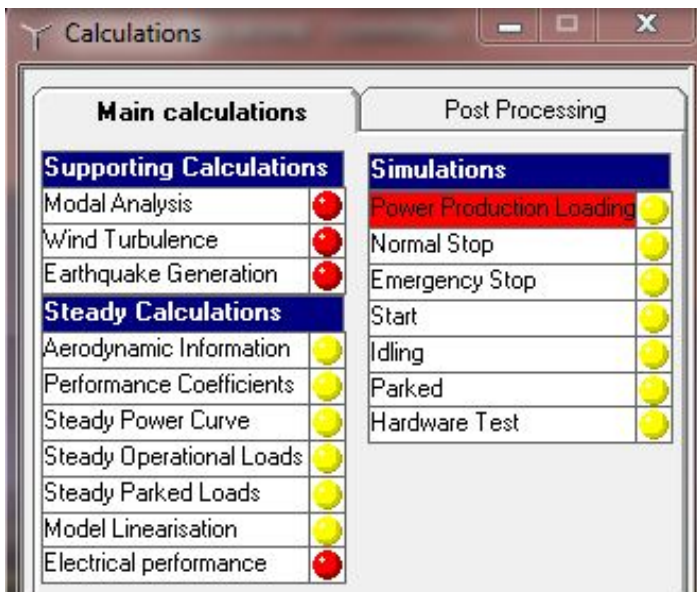 Calculations
Main calculations
Post Processing
Supporting Calculations
Modal Analysis
Wind Turbulence
Earthquake Generation
Steady Calculations
Aerodynamic Information
Performance Coefficients
Steady Power Curve
Steady Operational Loads
Steady Parked Loads
Model Linearisation
Electrical performance
Simulations
Power Production Loading
Normal Stop
Emergency Stop
Start
Idling
Parked
Hardware Test